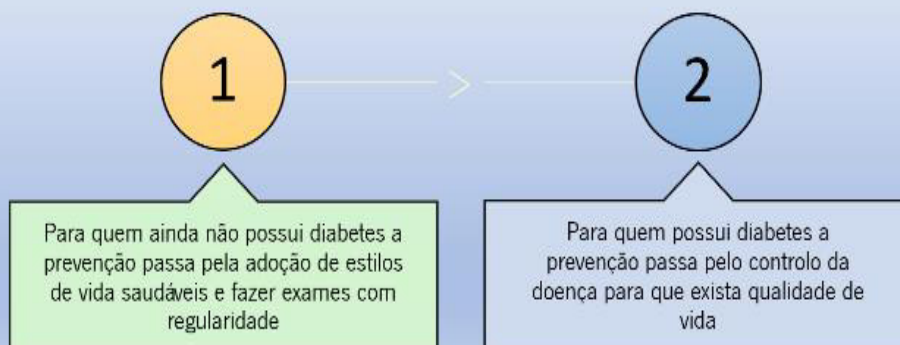 1
Para quem ainda não possui diabetes a
prevenção passa pela adoção de estilos
de vida saudáveis e fazer exames com
regularidade
2
Para quem possui diabetes a
prevenção passa pelo controlo da
doença para que exista qualidade de
vida